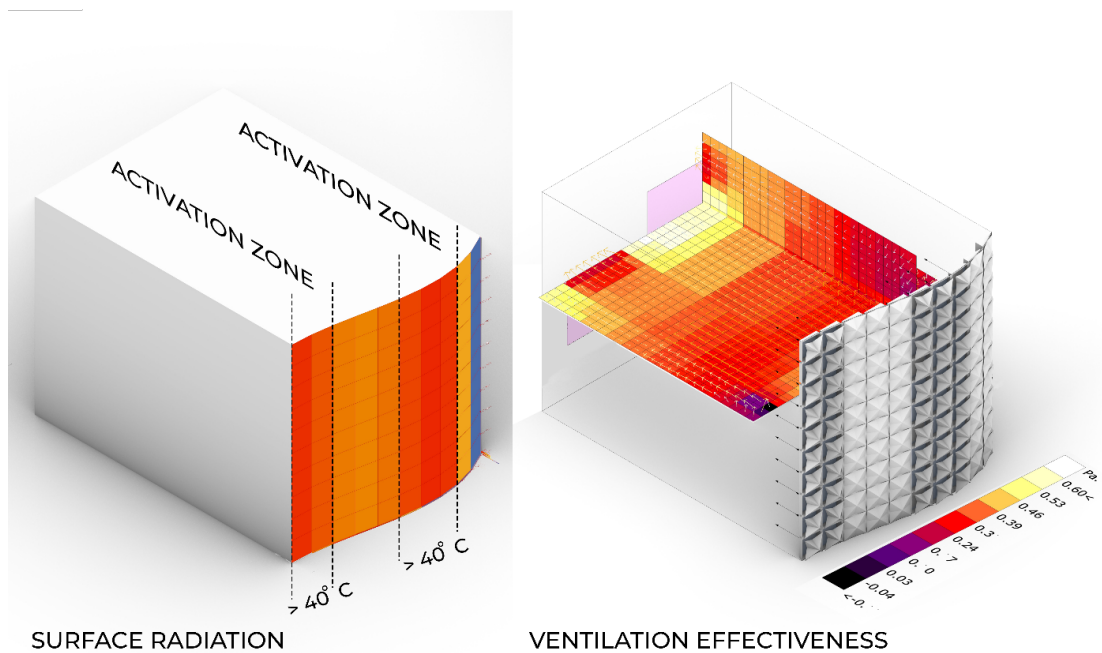 ACTIVATION ZONE
ACTIVATION ZONE
> 40° C
> 40° C
SURFACE RADIATION
Pa.
0.60<
0.53
0.46
0.39
0.3
0.24
0.03
-0.04
VENTILATION EFFECTIVENESS